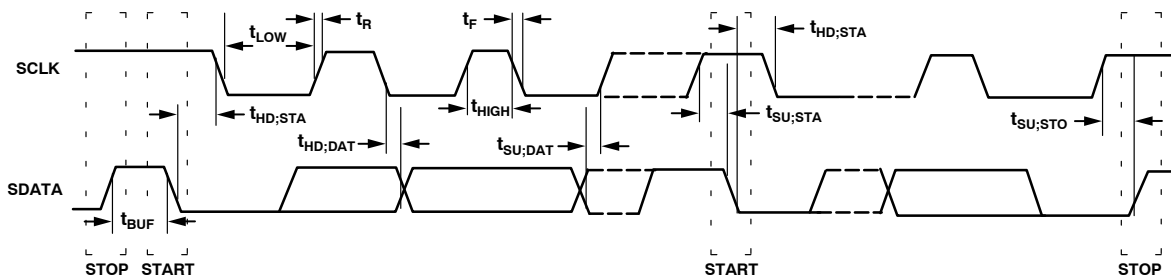 tR
tF
tLOW
tHD;STA
SCLK
tHD;STA
tHIGH
tSU;STA
tSU;STO
tHD;DAT
tSU;DAT
SDATA
tBUF
STOP START START STOP